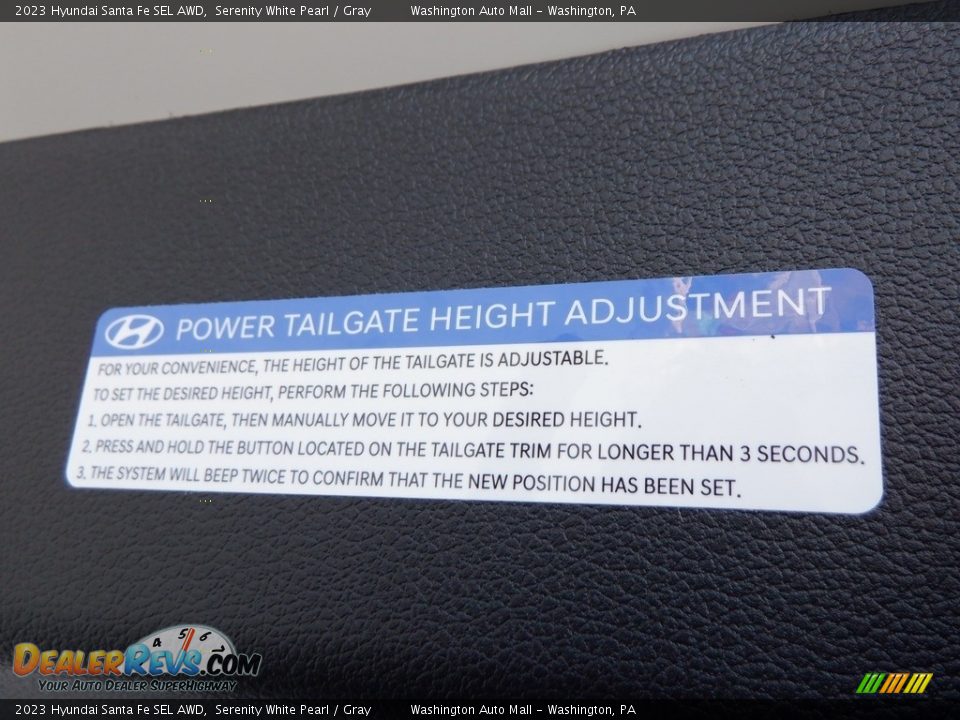 2023 Hyundai Santa Fe SEL AWD, Serenity White Pearl / Gray Washington Auto Mall - Washington, PA
POWER TAILGATE HEIGHT ADJUSTMENT
FOR YOUR CONVENIENCE, THE HEIGHT OF THE TAILGATE IS ADJUSTABLE.
TO SET THE DESIRED HEIGHT, PERFORM THE FOLLOWING STEPS:
1. OPEN THE TAILGATE, THEN MANUALLY MOVE IT TO YOUR DESIRED HEIGHT.
2. PRESS AND HOLD THE BUTTON LOCATED ON THE TAILGATE TRIM FOR LONGER THAN 3 SECONDS.
3. THE SYSTEM WILL BEEP TWICE TO CONFIRM THAT THE NEW POSITION HAS BEEN SET.
4 5 6 7
DEALERREVS.COM
YOUR AUTO DEALER SUPERHIGHWAY
2023 Hyundai Santa Fe SEL AWD, Serenity White Pearl / Gray Washington Auto Mall - Washington, PA